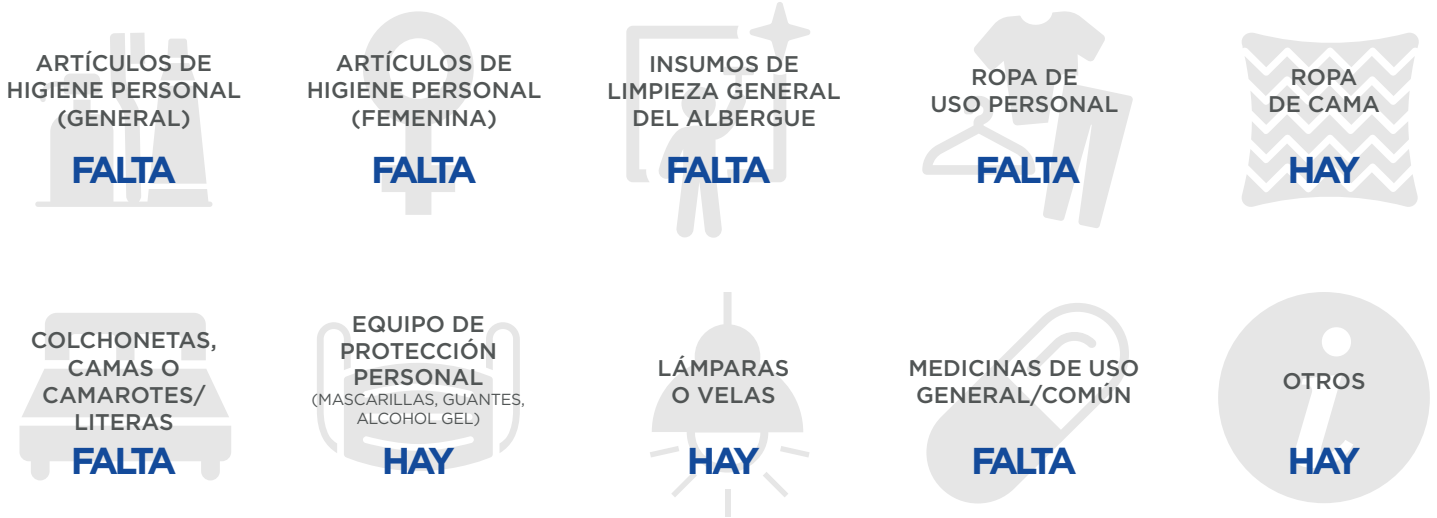 ARTÍCULOS DE
HIGIENE PERSONAL
(GENERAL)
FALTA
ARTÍCULOS DE
HIGIENE PERSONAL
(FEMENINA)
FALTA
INSUMOS DE
LIMPIEZA GENERAL
DEL ALBERGUE
FALTA
ROPA DE
USO PERSONAL
FALTA
ROPA
DE CAMA
HAY
COLCHONETAS,
CAMAS O
CAMAROTES/
LITERAS
FALTA
EQUIPO DE
PROTECCIÓN
PERSONAL
(MASCARILLAS, GUANTES,
ALCOHOL GEL)
HAY
LÁMPARAS
O VELAS
HAY
MEDICINAS DE USO
GENERAL/COMÚN
FALTA
OTROS
HAY